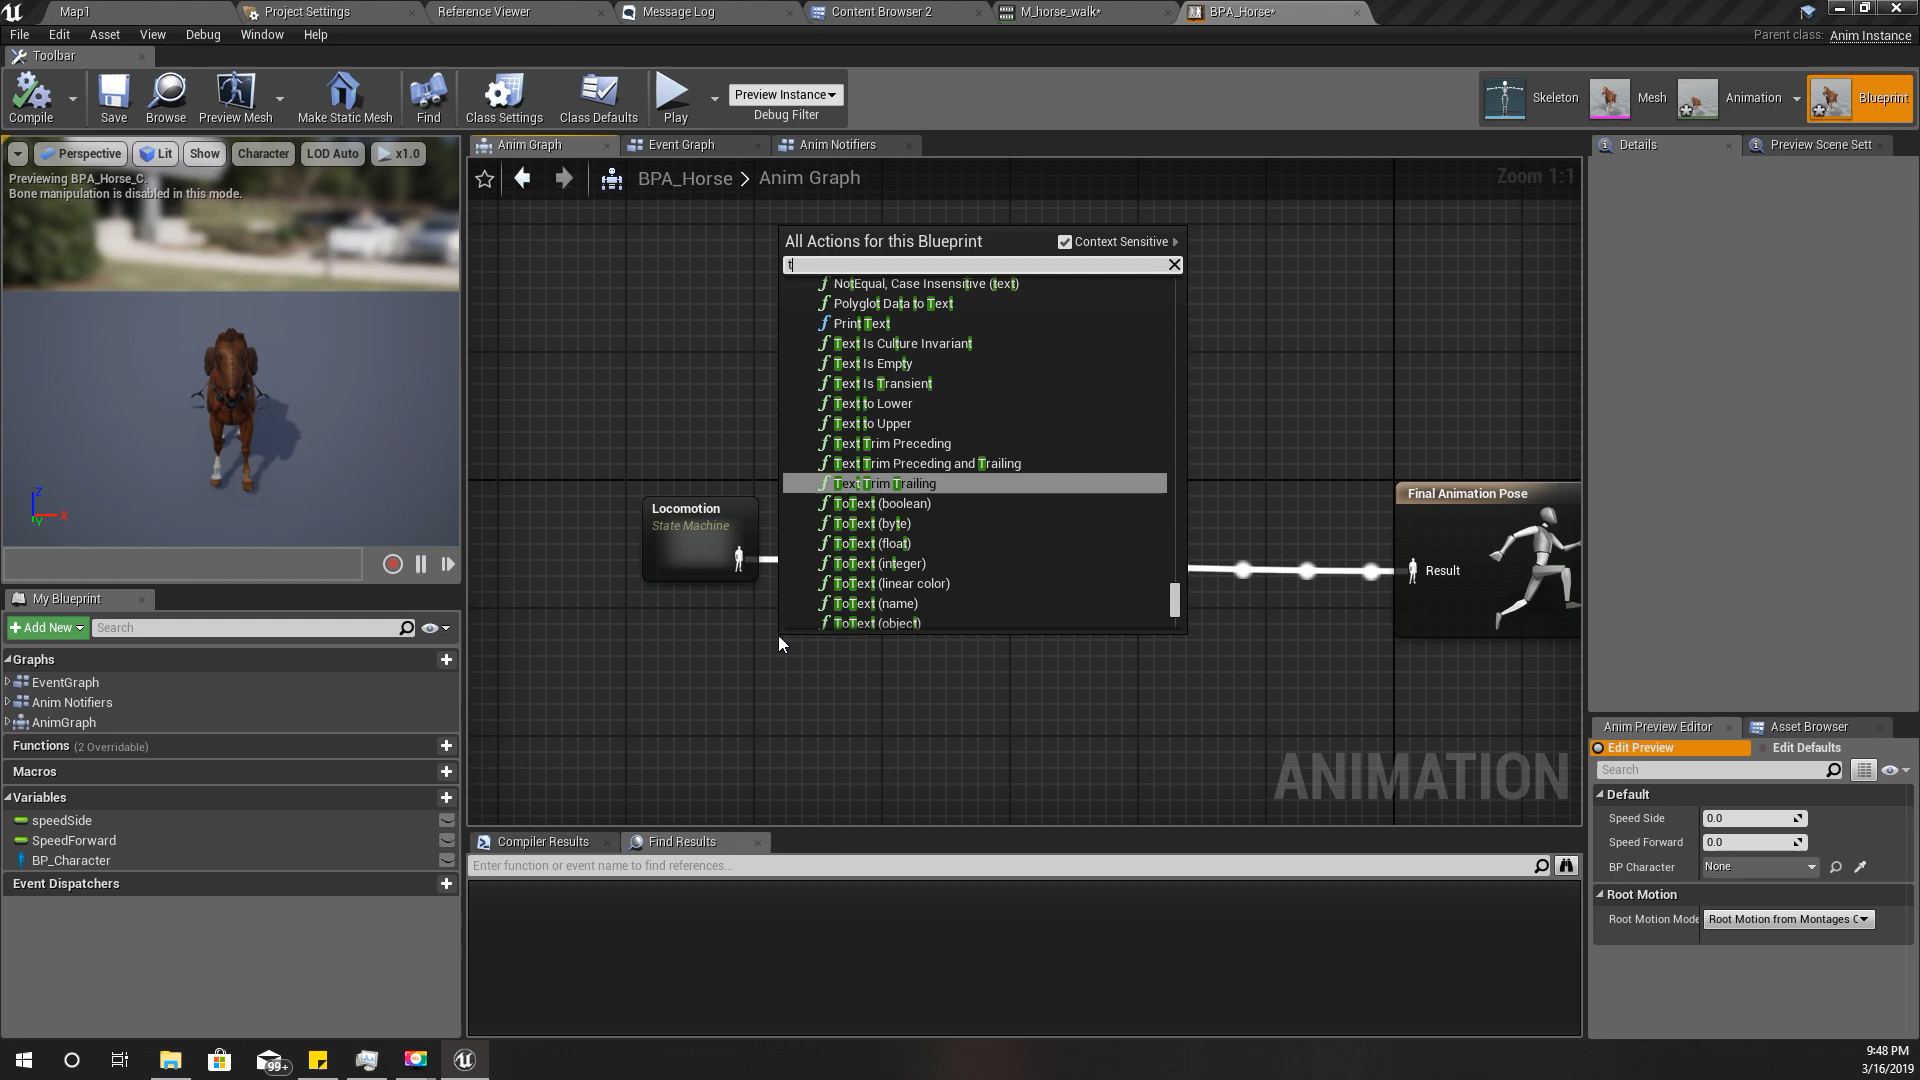 Map1
Project Settings
Reference Viewer
Message Log
Content Browser 2
M_horse_walk*
BPA_Horse*
File Edit Asset View Debug Window Help
Parent class: Anim Instance
Toolbar
Compile
Save
Browse
Preview Mesh
Make Static Mesh
Find
Class Settings
Class Defaults
Play
Preview Instance
Debug Filter
Skeleton
Mesh
Animation
Blueprint
Perspective
Lit
Show
Character
LOD Auto
x1.0
Previewing BPA_Horse_C.
Bone manipulation is disabled in this mode.
Z
X
Y
Anim Graph
Event Graph
Anim Notifiers
BPA_Horse > Anim Graph
Zoom 1:1
All Actions for this Blueprint
Context Sensitive
t
NotEqual, Case Insensitive (text)
Polyglot Data to Text
Print Text
Text Is Culture Invariant
Text Is Empty
Text Is Transient
Text to Lower
Text to Upper
Text Trim Preceding
Text Trim Preceding and Trailing
Text Trim Trailing
ToText (boolean)
ToText (byte)
ToText (float)
ToText (integer)
ToText (linear color)
ToText (name)
ToText (object)
Locomotion
State Machine
Final Animation Pose
Result
ANIMATION
My Blueprint
+ Add New
Search
Graphs
EventGraph
Anim Notifiers
AnimGraph
Functions (2 Overridable)
Macros
Variables
speedSide
SpeedForward
BP_Character
Event Dispatchers
Compiler Results
Find Results
Enter function or event name to find references...
Details
Preview Scene Sett
Anim Preview Editor
Asset Browser
Edit Preview
Edit Defaults
Search
Default
Speed Side 0.0
Speed Forward 0.0
BP Character None
Root Motion
Root Motion Mode Root Motion from Montages C
99+
9:48 PM
3/16/2019